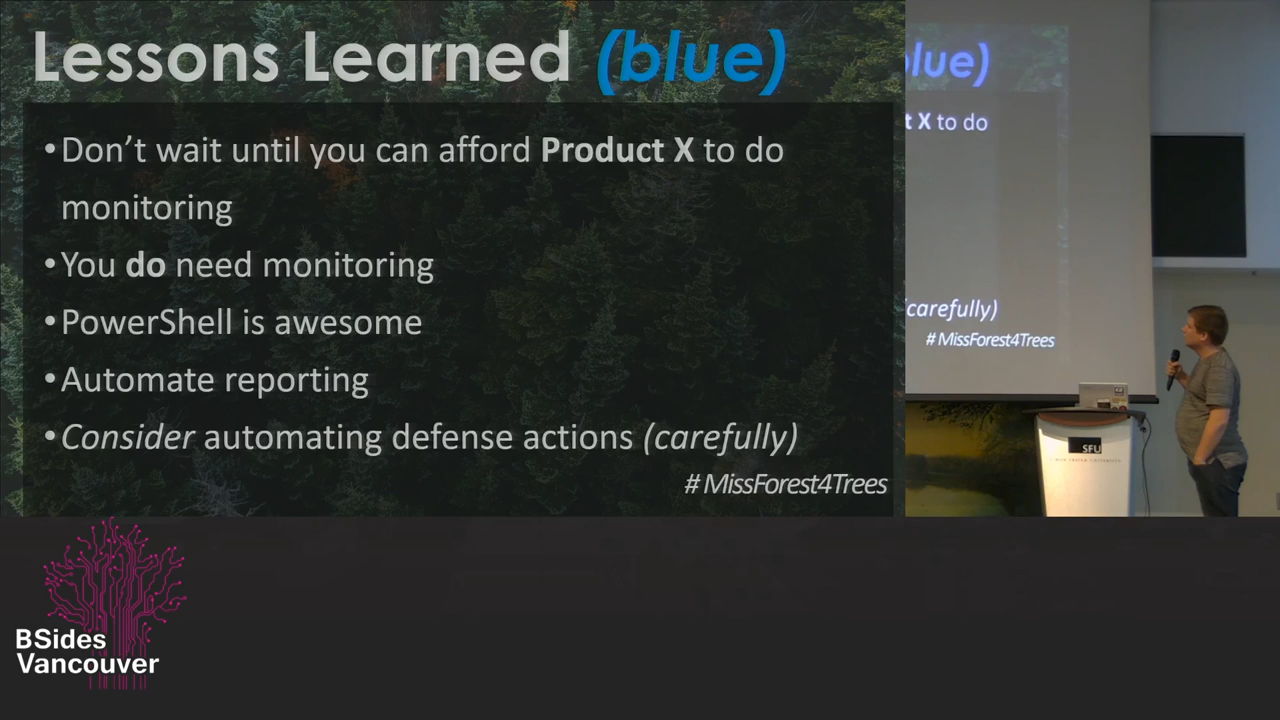 Lessons Learned (blue)
•Don’t wait until you can afford Product X to do
monitoring
•You do need monitoring
•PowerShell is awesome
•Automate reporting
•Consider automating defense actions (carefully)
# MissForest4Trees
lue)
t X to do
(carefully)
# MissForest4Trees
SFU
BSides
Vancouver